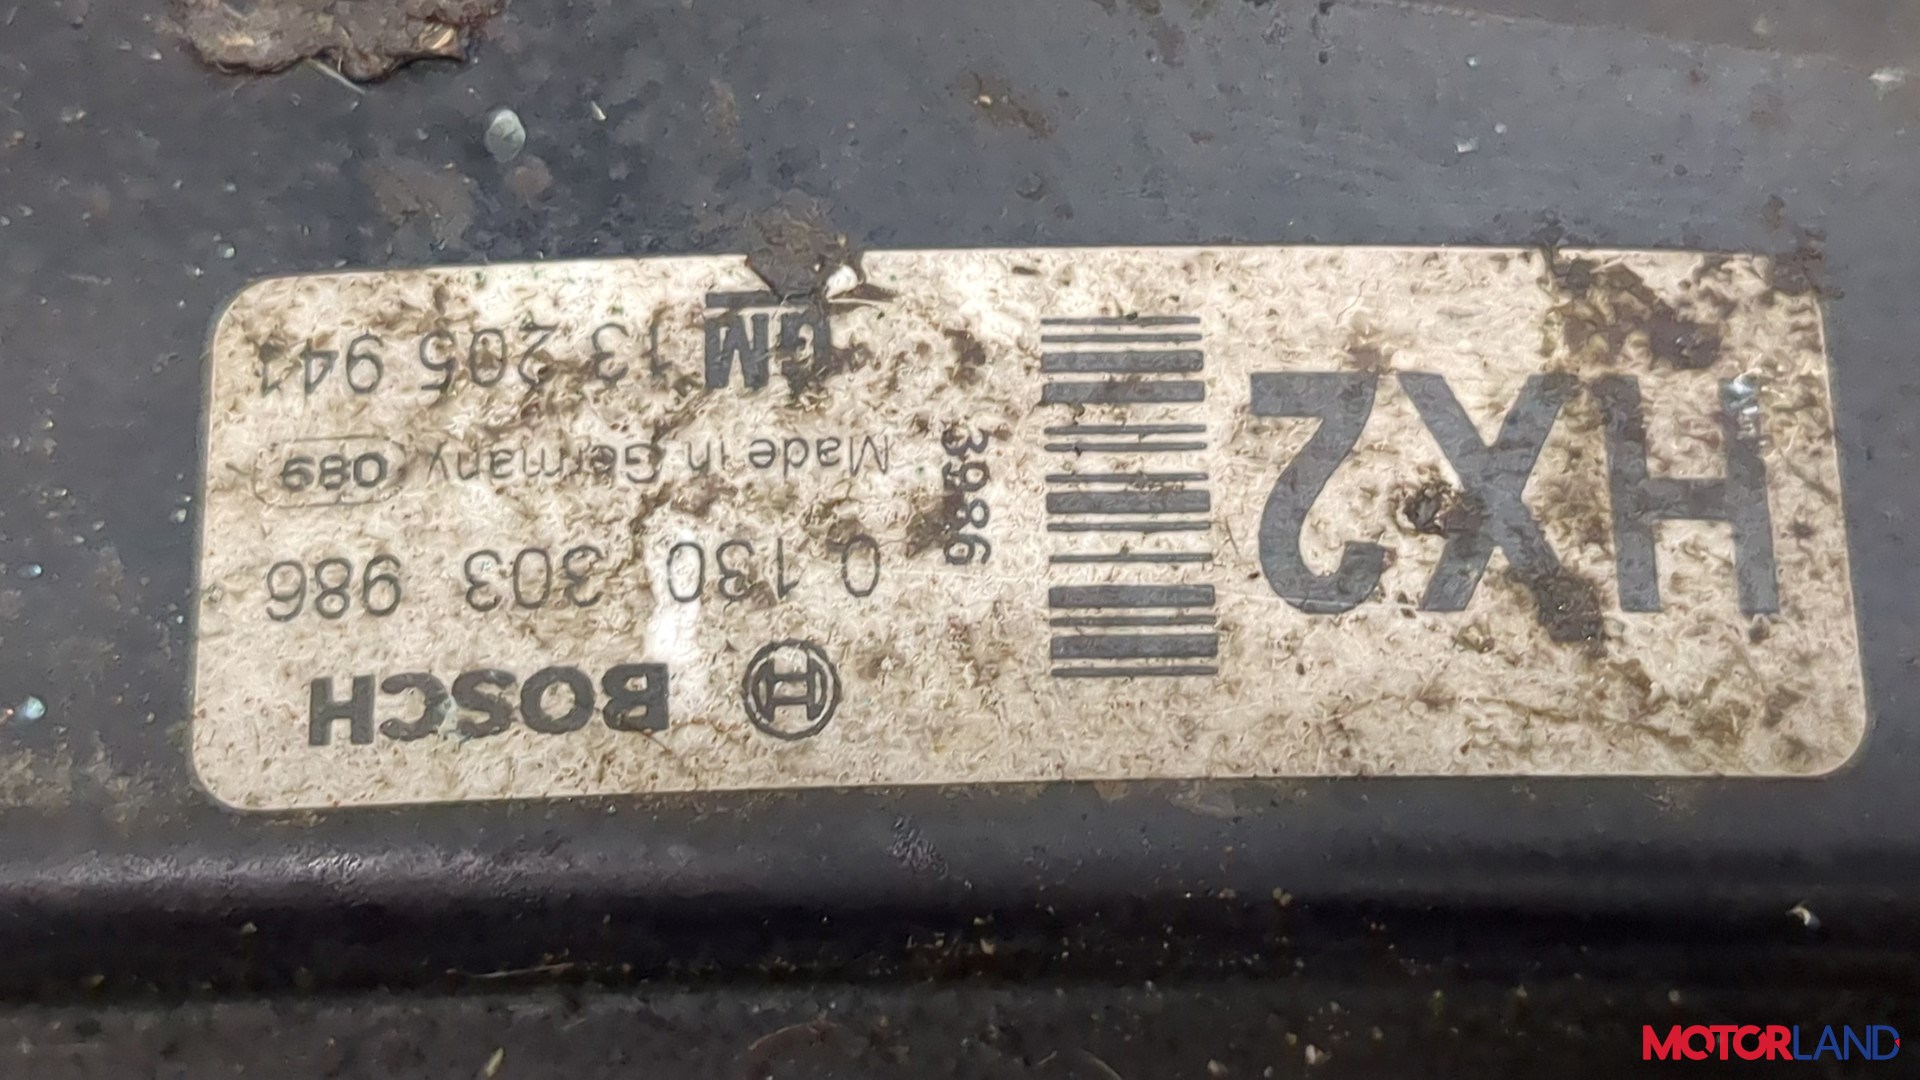 HX2
3986
BOSCH
0 130 303 986
Made in Germany 089
GM 13 205 941
MOTORLAND